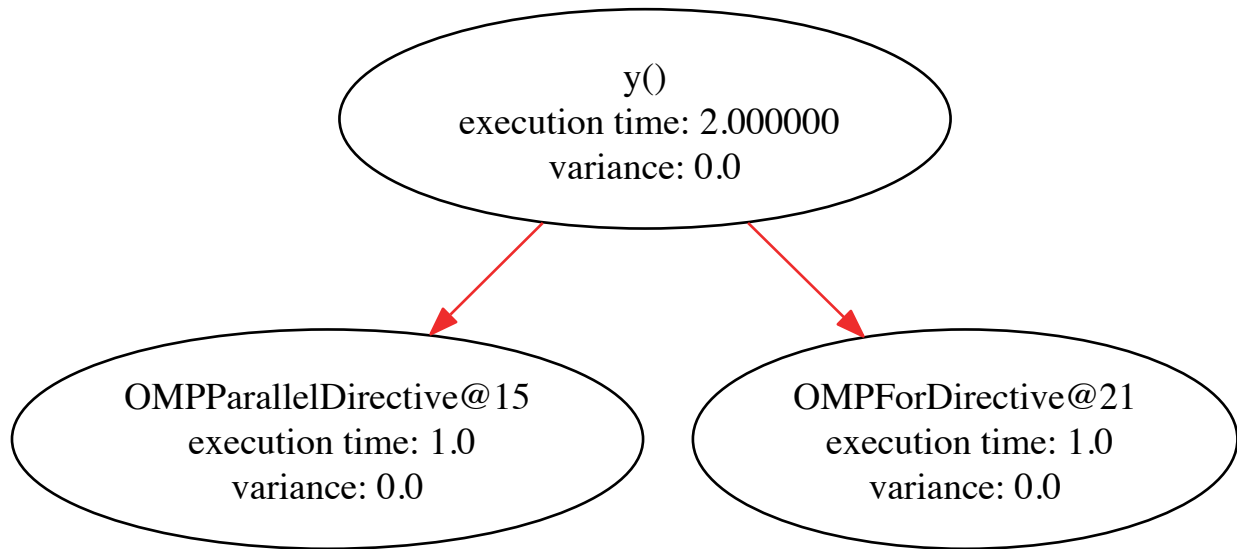 y()
execution time: 2.000000
variance: 0.0
OMPParallelDirective@15
execution time: 1.0
variance: 0.0
OMPForDirective@21
execution time: 1.0
variance: 0.0